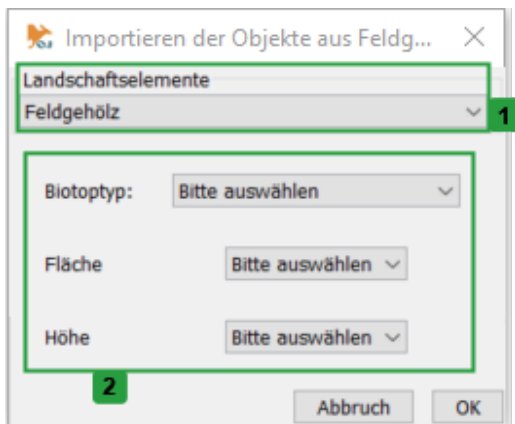 Importieren der Objekte aus Feldg...
Landschaftselemente
Feldgehölz
1
Biotoptyp: Bitte auswählen
Fläche Bitte auswählen
Höhe Bitte auswählen
2
Abbruch OK